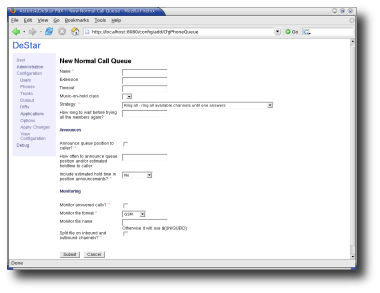 File Edit View Go Bookmarks Tools Help
http://localhost:8080/config/add/CfgPhoneQueue
Go
DeStar
User
Administration
Configuration
Users
Phones
Trunks
Dialout
IVRs
Applications
Options
Apply Changes
View
Configuration
Debug
New Normal Call Queue
Name *
Extension
Timeout
Music-on-hold class
Strategy: *
Ring all - ring all available channels until one answers
How long to wait before trying
all the members again?
Announces
Announce queue position to
caller? *
How often to announce queue
position and/or estimated
holdtime to caller
Include estimated hold time in
position announcements? *
No
Monitoring
Monitor answered calls? *
Monitor file format *
GSM
Monitor file name
Otherwise it will use ${UNIQUEID}
Split file on inbound and
outbound channels? *
Submit Cancel
Done